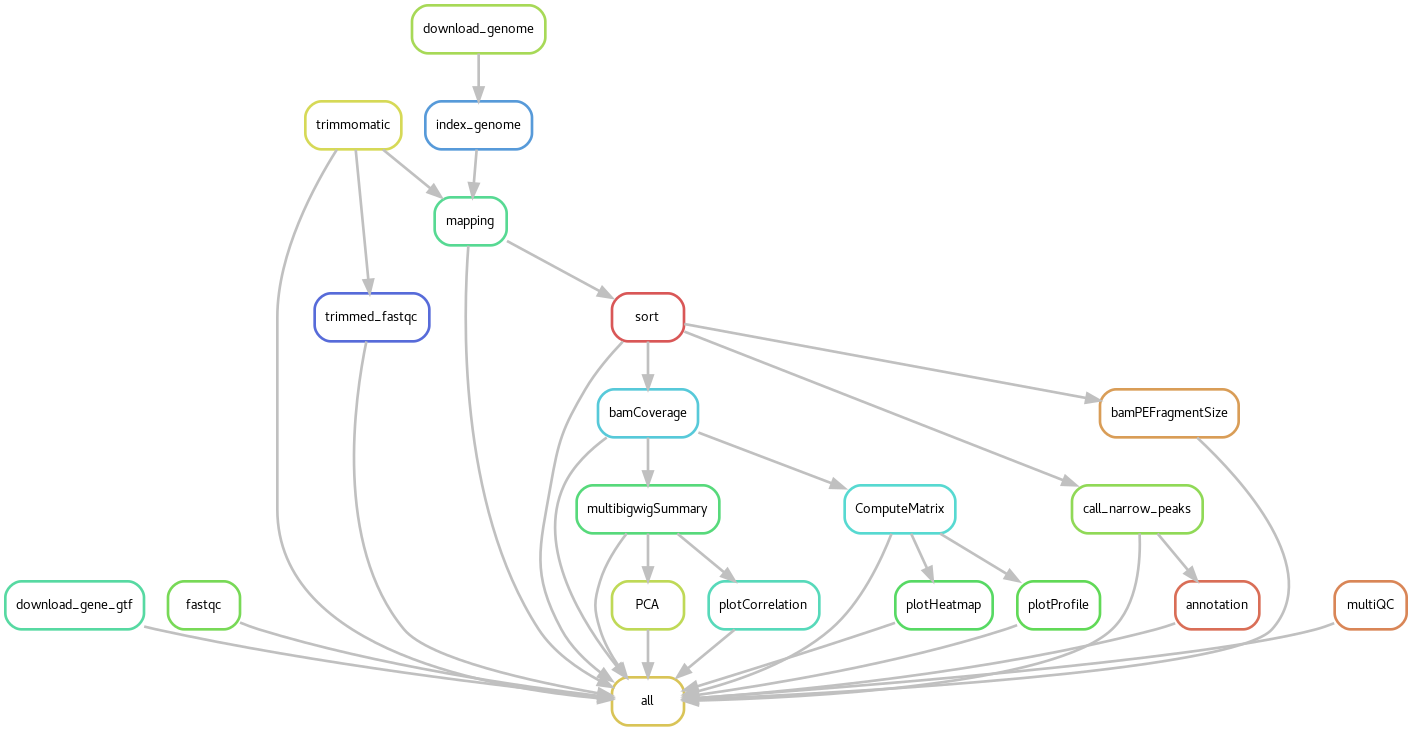 download_genome
trimmomatic
index_genome
mapping
trimmed_fastqc
sort
bamCoverage
bamPEFragmentSize
multibigwigSummary
ComputeMatrix
call_narrow_peaks
download_gene_gtf
fastqc
PCA
plotCorrelation
plotHeatmap
plotProfile
annotation
multiQC
all